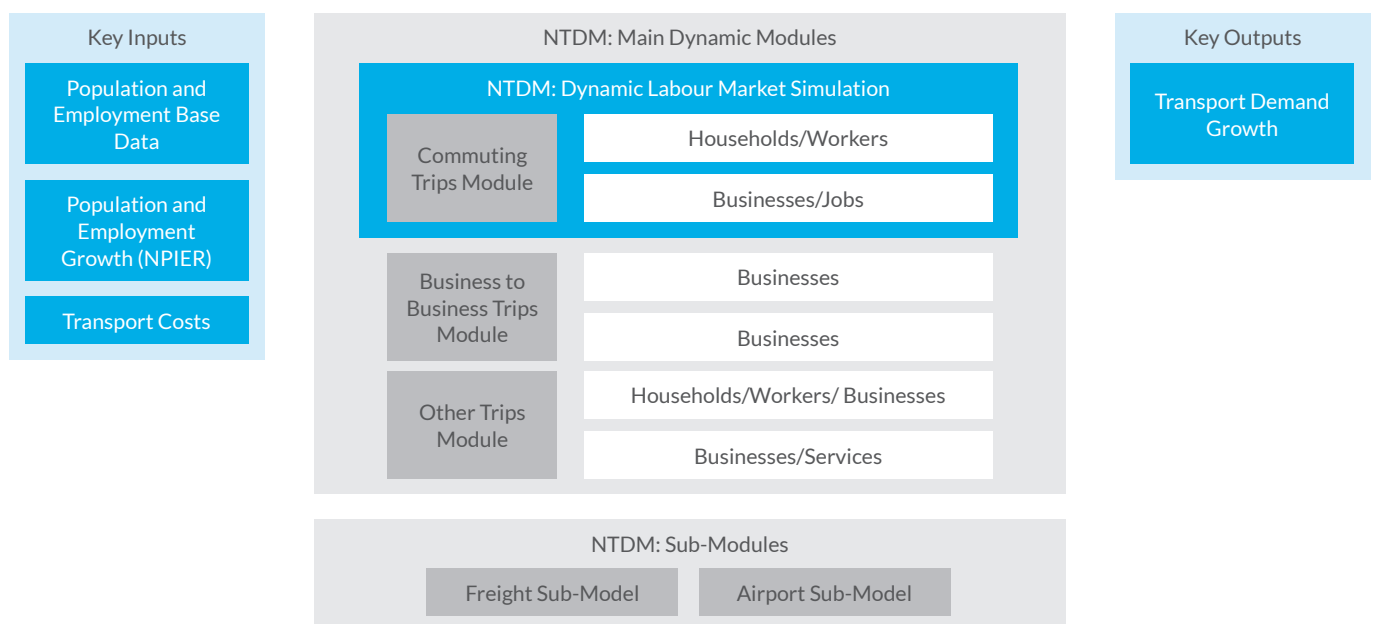 Key Inputs
Population and
Employment Base
Data
Population and
Employment
Growth (NPIER)
Transport Costs
NTDM: Main Dynamic Modules
NTDM: Dynamic Labour Market Simulation
Commuting
Trips Module
Households/Workers
Businesses/Jobs
Business to
Business Trips
Module
Businesses
Businesses
Other Trips
Module
Households/Workers/ Businesses
Businesses/Services
NTDM: Sub-Modules
Freight Sub-Model
Airport Sub-Model
Key Outputs
Transport Demand
Growth